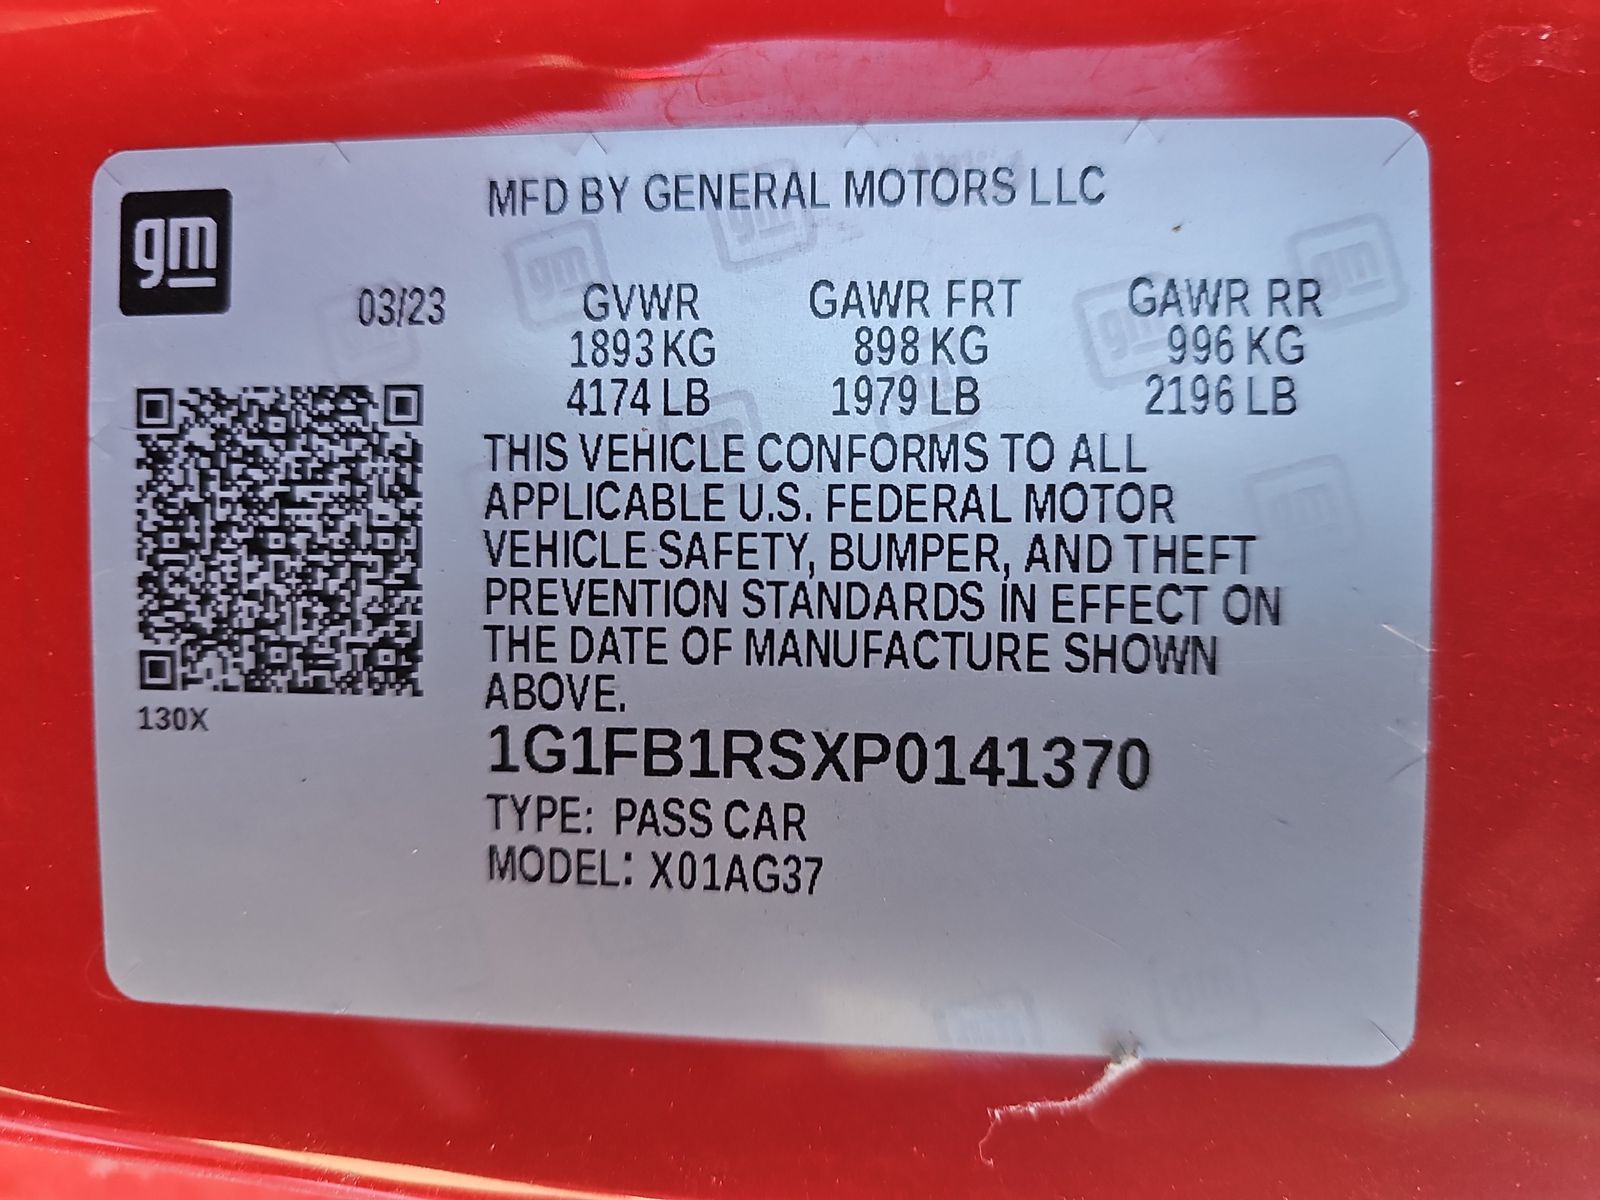 gm
MFD BY GENERAL MOTORS LLC
03/23
GVWR GAWR FRT GAWR RR
1893 KG 898 KG 996 KG
4174 LB 1979 LB 2196 LB
THIS VEHICLE CONFORMS TO ALL
APPLICABLE U.S. FEDERAL MOTOR
VEHICLE SAFETY, BUMPER, AND THEFT
PREVENTION STANDARDS IN EFFECT ON
THE DATE OF MANUFACTURE SHOWN
ABOVE.
130X
1G1FB1RSXP0141370
TYPE: PASS CAR
MODEL: X01AG37